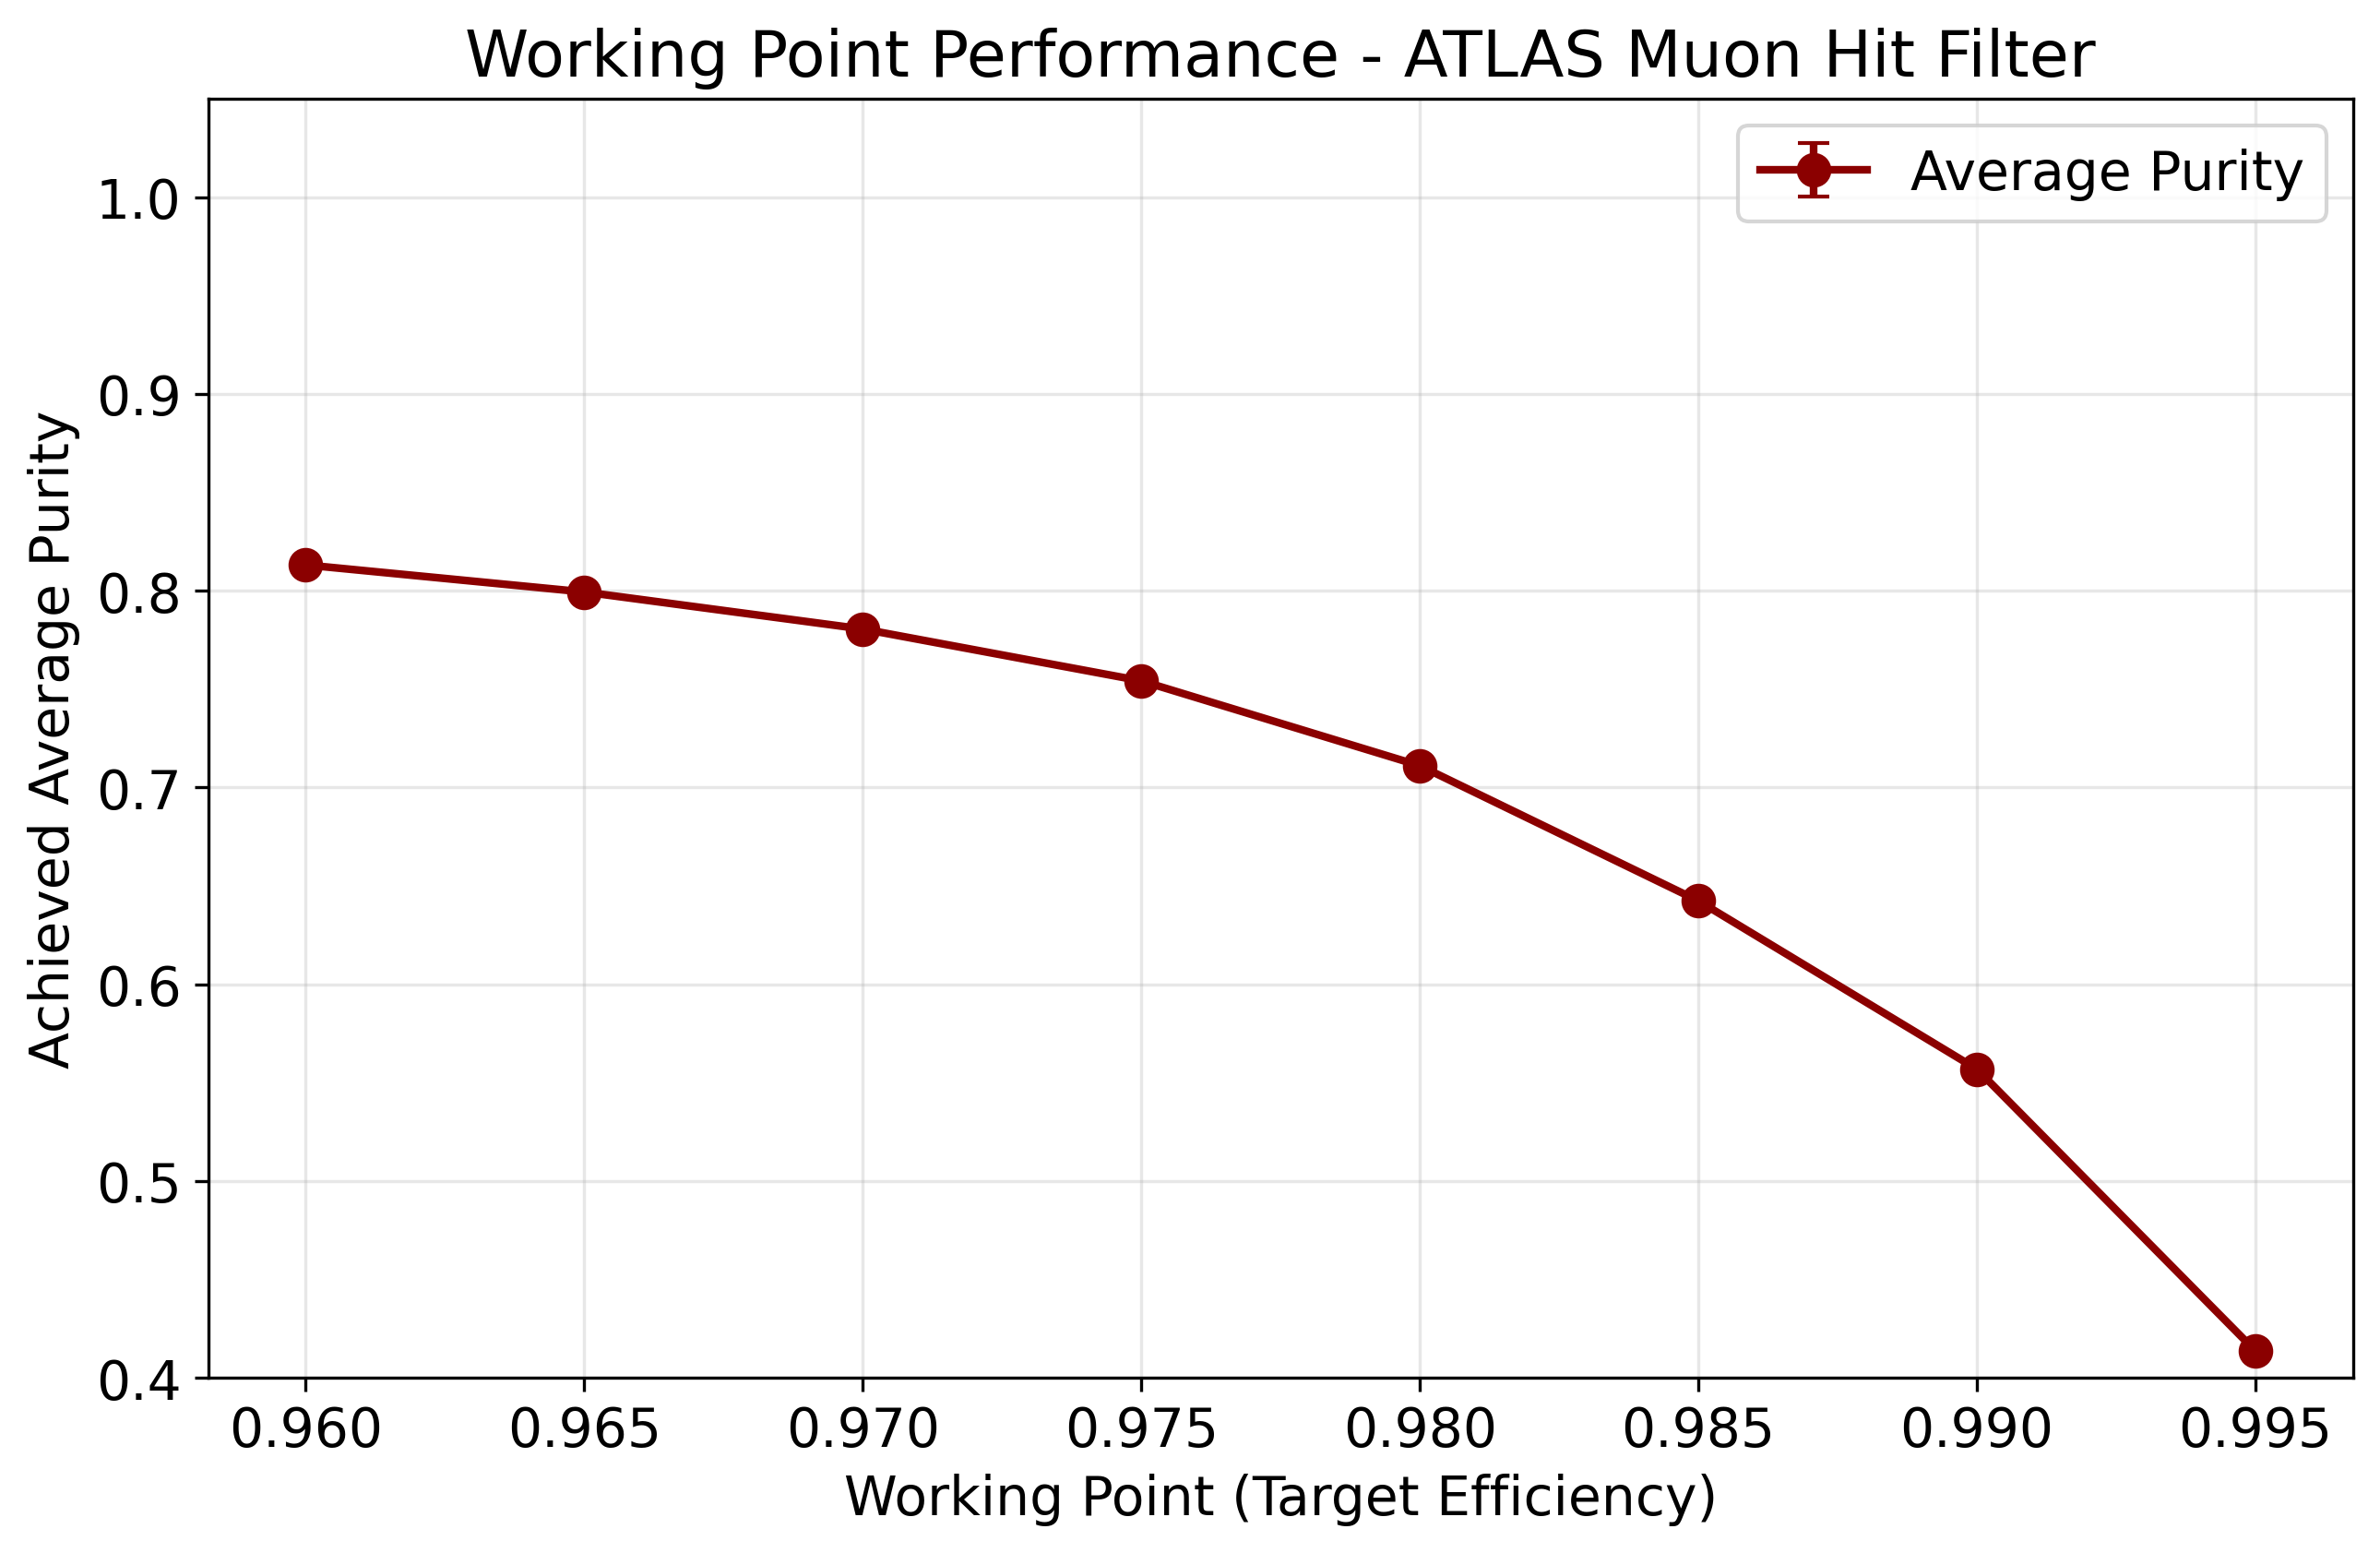 Working Point Performance - ATLAS Muon Hit Filter
Average Purity
Achieved Average Purity
1.0
0.9
0.8
0.7
0.6
0.5
0.4
0.960 0.965 0.970 0.975 0.980 0.985 0.990 0.995
Working Point (Target Efficiency)